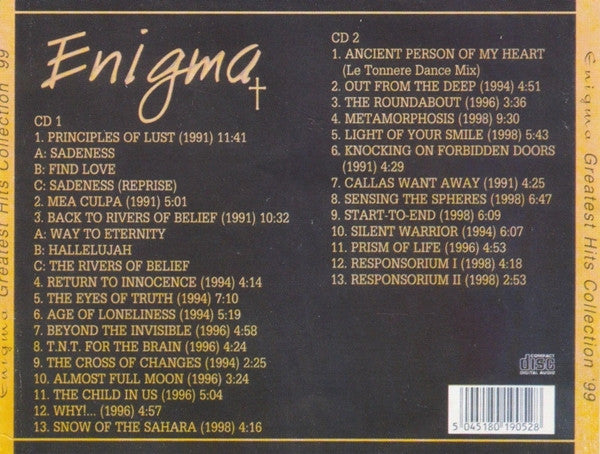 Enigma
CD 1
1. PRINCIPLES OF LUST (1991) 11:41
A: SADENESS
B: FIND LOVE
C: SADENESS (REPRISE)
2. MEA CULPA (1991) 5:01
3. BACK TO RIVERS OF BELIEF (1991) 10:32
A: WAY TO ETERNITY
B: HALLELUJAH
C: THE RIVERS OF BELIEF
4. RETURN TO INNOCENCE (1994) 4:14
5. THE EYES OF TRUTH (1994) 7:10
6. AGE OF LONELINESS (1994) 5:19
7. BEYOND THE INVISIBLE (1996) 4:58
8. T.N.T. FOR THE BRAIN (1996) 4:24
9. THE CROSS OF CHANGES (1994) 2:25
10. ALMOST FULL MOON (1996) 3:24
11. THE CHILD IN US (1996) 5:04
12. WHY!... (1996) 4:57
13. SNOW OF THE SAHARA (1998) 4:16
CD 2
1. ANCIENT PERSON OF MY HEART
(Le Tonnere Dance Mix)
2. OUT FROM THE DEEP (1994) 4:51
3. THE ROUNDABOUT (1996) 3:36
4. METAMORPHOSIS (1998) 9:30
5. LIGHT OF YOUR SMILE (1998) 5:43
6. KNOCKING ON FORBIDDEN DOORS
(1991) 4:29
7. CALLAS WANT AWAY (1991) 4:25
8. SENSING THE SPHERES (1998) 6:47
9. START-TO-END (1998) 6:09
10. SILENT WARRIOR (1994) 6:07
11. PRISM OF LIFE (1996) 4:53
12. RESPONSORIUM I (1998) 4:18
13. RESPONSORIUM II (1998) 2:53
COMPACT
disc
DIGITAL AUDIO
5 045180 190528
Enigma Greatest Hits Collection '99
Enigma Greatest Hits Collection '99